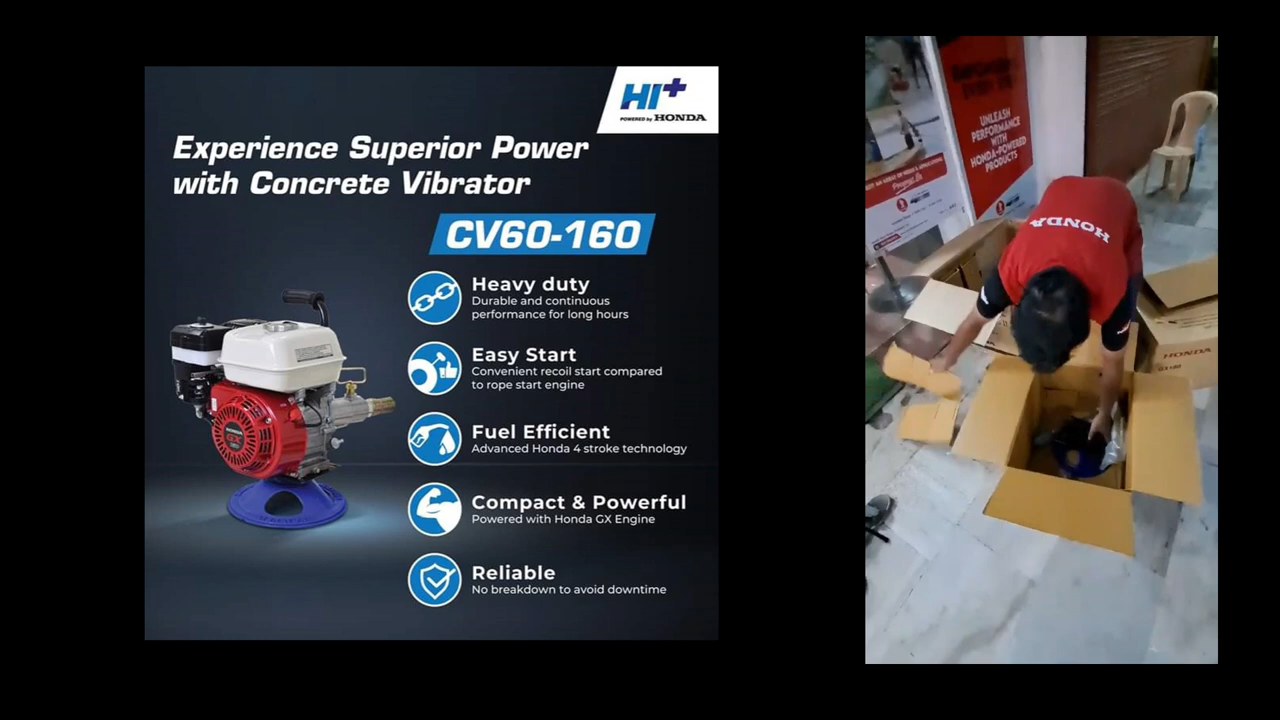 HI+
POWERED by HONDA
Experience Superior Power
with Concrete Vibrator
CV60-160
Heavy duty
Durable and continuous
performance for long hours
Easy Start
Convenient recoil start compared
to rope start engine
Fuel Efficient
Advanced Honda 4 stroke technology
Compact & Powerful
Powered with Honda GX Engine
Reliable
No breakdown to avoid downtime
HONDA
GX
UNLEASH
PERFORMANCE
WITH
HONDA-POWERED
PRODUCTS
HONDA
HONDA